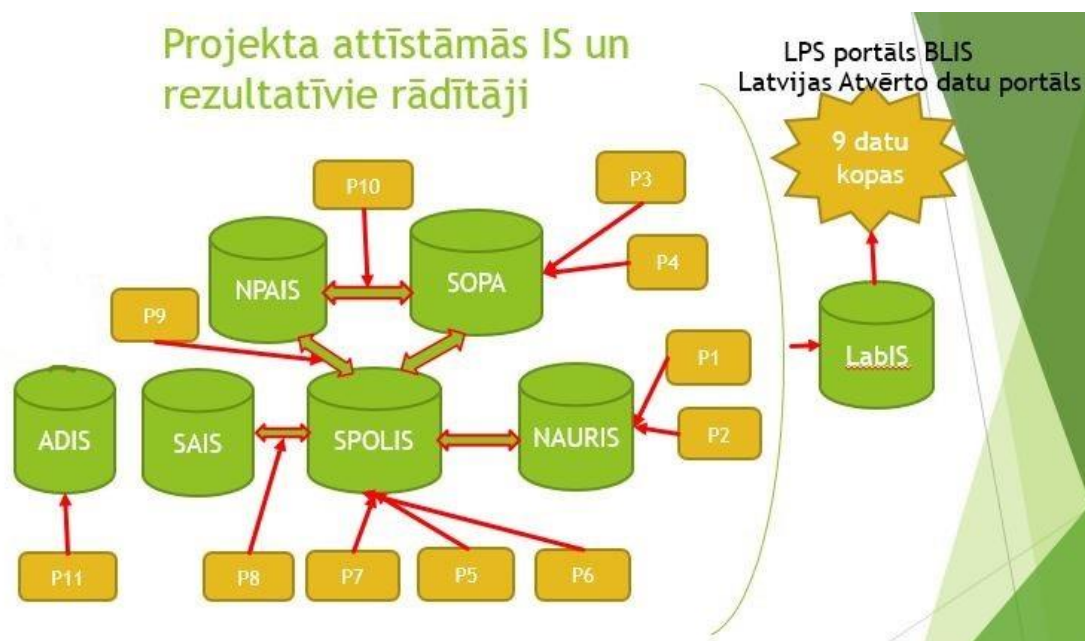 Projekta attīstāmās IS un
rezultatīvie rādītāji
LPS portāls BLIS
Latvijas Atvērto datu portāls
9 datu
kopas
P10
P3
P4
NPAIS
SOPA
P9
P1
P2
LabIS
ADIS
SAIS
SPOLIS
NAURIS
P11
P8
P7
P5
P6